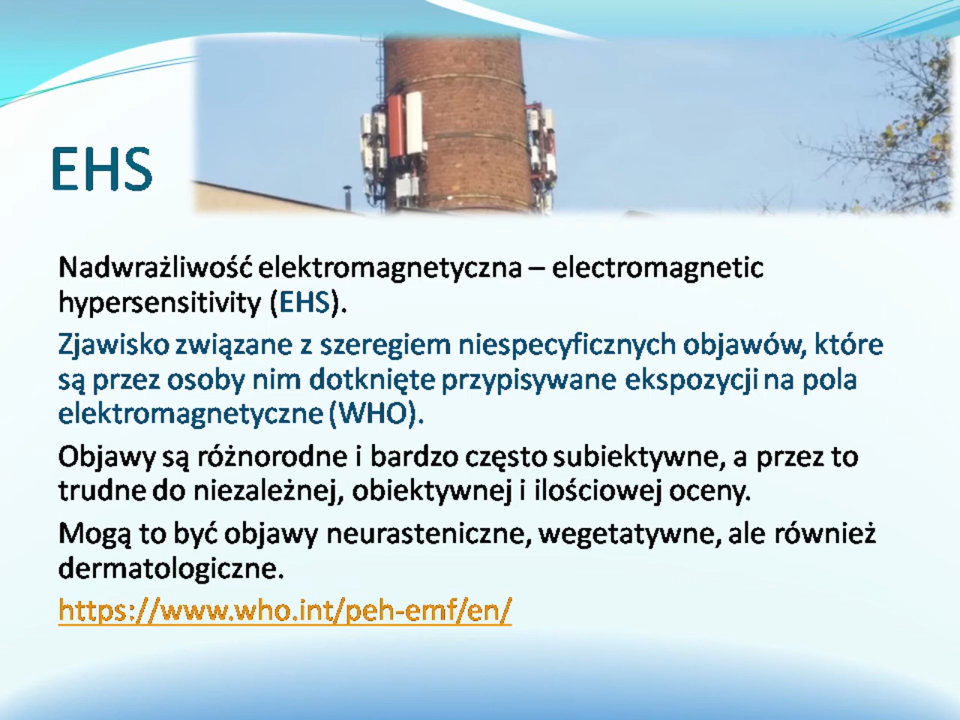 EHS
Nadwrażliwość elektromagnetyczna – electromagnetic
hypersensitivity (EHS).
Zjawisko związane z szeregiem niespecyficznych objawów, które
są przez osoby nim dotknięte przypisywane ekspozycji na pola
elektromagnetyczne (WHO).
Objawy są różnorodne i bardzo często subiektywne, a przez to
trudne do niezależnej, obiektywnej i ilościowej oceny.
Mogą to być objawy neurasteniczne, wegetatywne, ale również
dermatologiczne.
https://www.who.int/peh-emf/en/